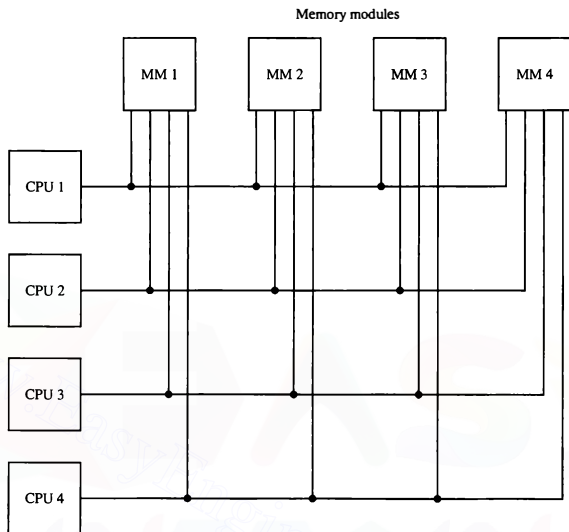 Memory modules
MM 1
MM 2
MM 3
MM 4
CPU 1
CPU 2
CPU 3
CPU 4